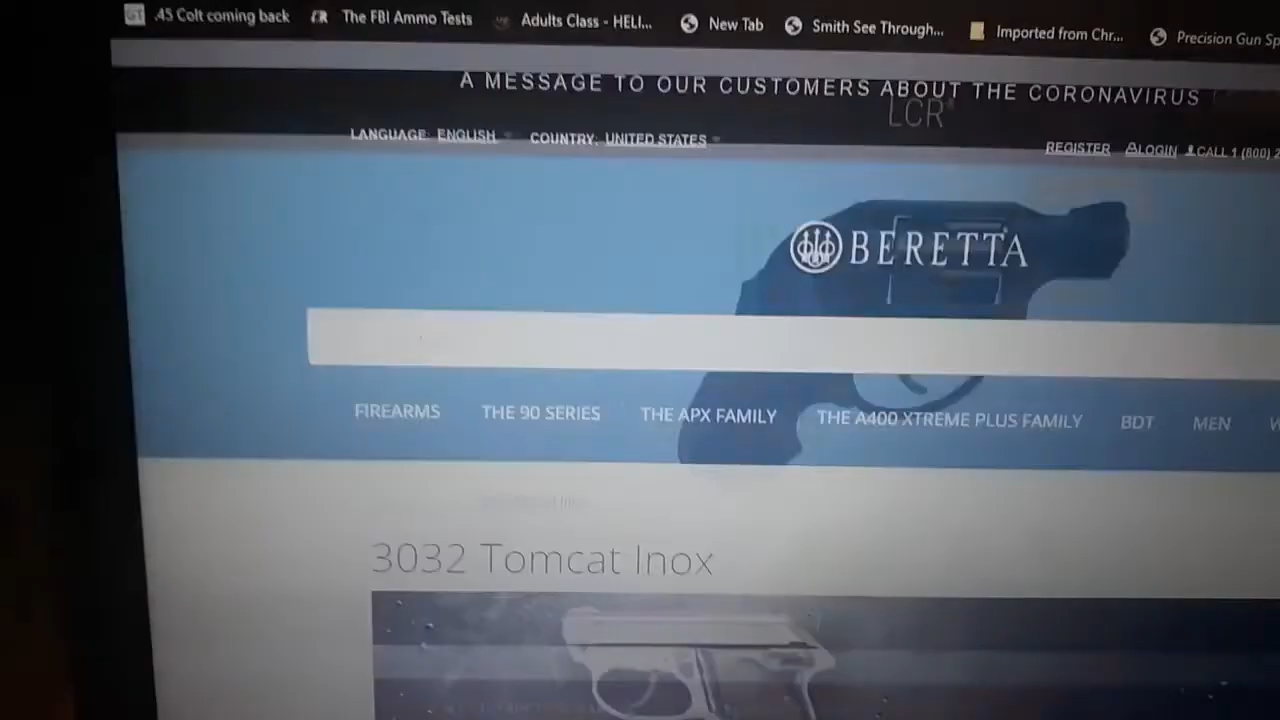 .45 Colt coming back
The FBI Ammo Tests
Adults Class - HELI...
New Tab
Smith See Through...
Imported from Chr...
Precision Gun Sp
A MESSAGE TO OUR CUSTOMERS ABOUT THE CORONAVIRUS
LCR
LANGUAGE: ENGLISH
COUNTRY: UNITED STATES
REGISTER
LOGIN
CALL 1 (800) 2
BERETTA
FIREARMS
THE 90 SERIES
THE APX FAMILY
THE A400 XTREME PLUS FAMILY
BDT
MEN
3032 Tomcat Inox